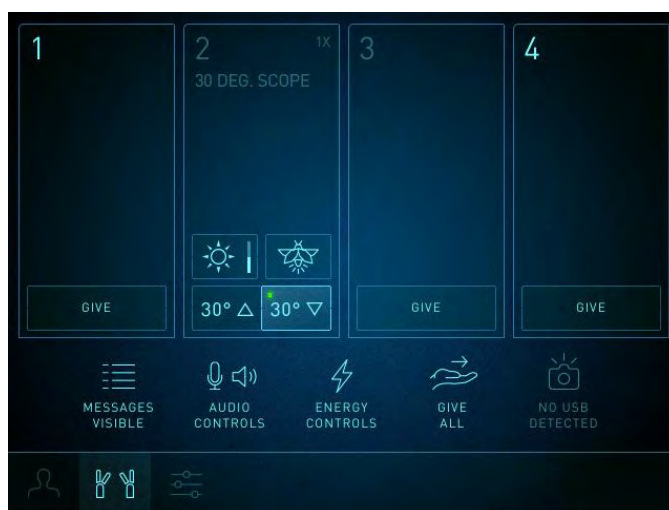 1
2
1X
30 DEG. SCOPE
3
4
GIVE
30° △
30° ▽
GIVE
GIVE
MESSAGES
VISIBLE
AUDIO
CONTROLS
ENERGY
CONTROLS
GIVE
ALL
NO USB
DETECTED